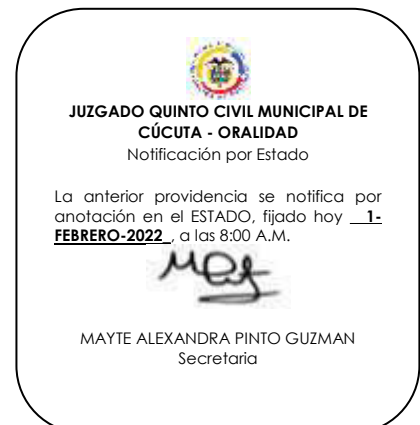 JUZGADO QUINTO CIVIL MUNICIPAL DE
CÚCUTA - ORALIDAD
Notificación por Estado
La anterior providencia se notifica por
anotación en el ESTADO, fijado hoy 1-
FEBRERO-2022 , a las 8:00 A.M.
MAYTE ALEXANDRA PINTO GUZMAN
Secretaria